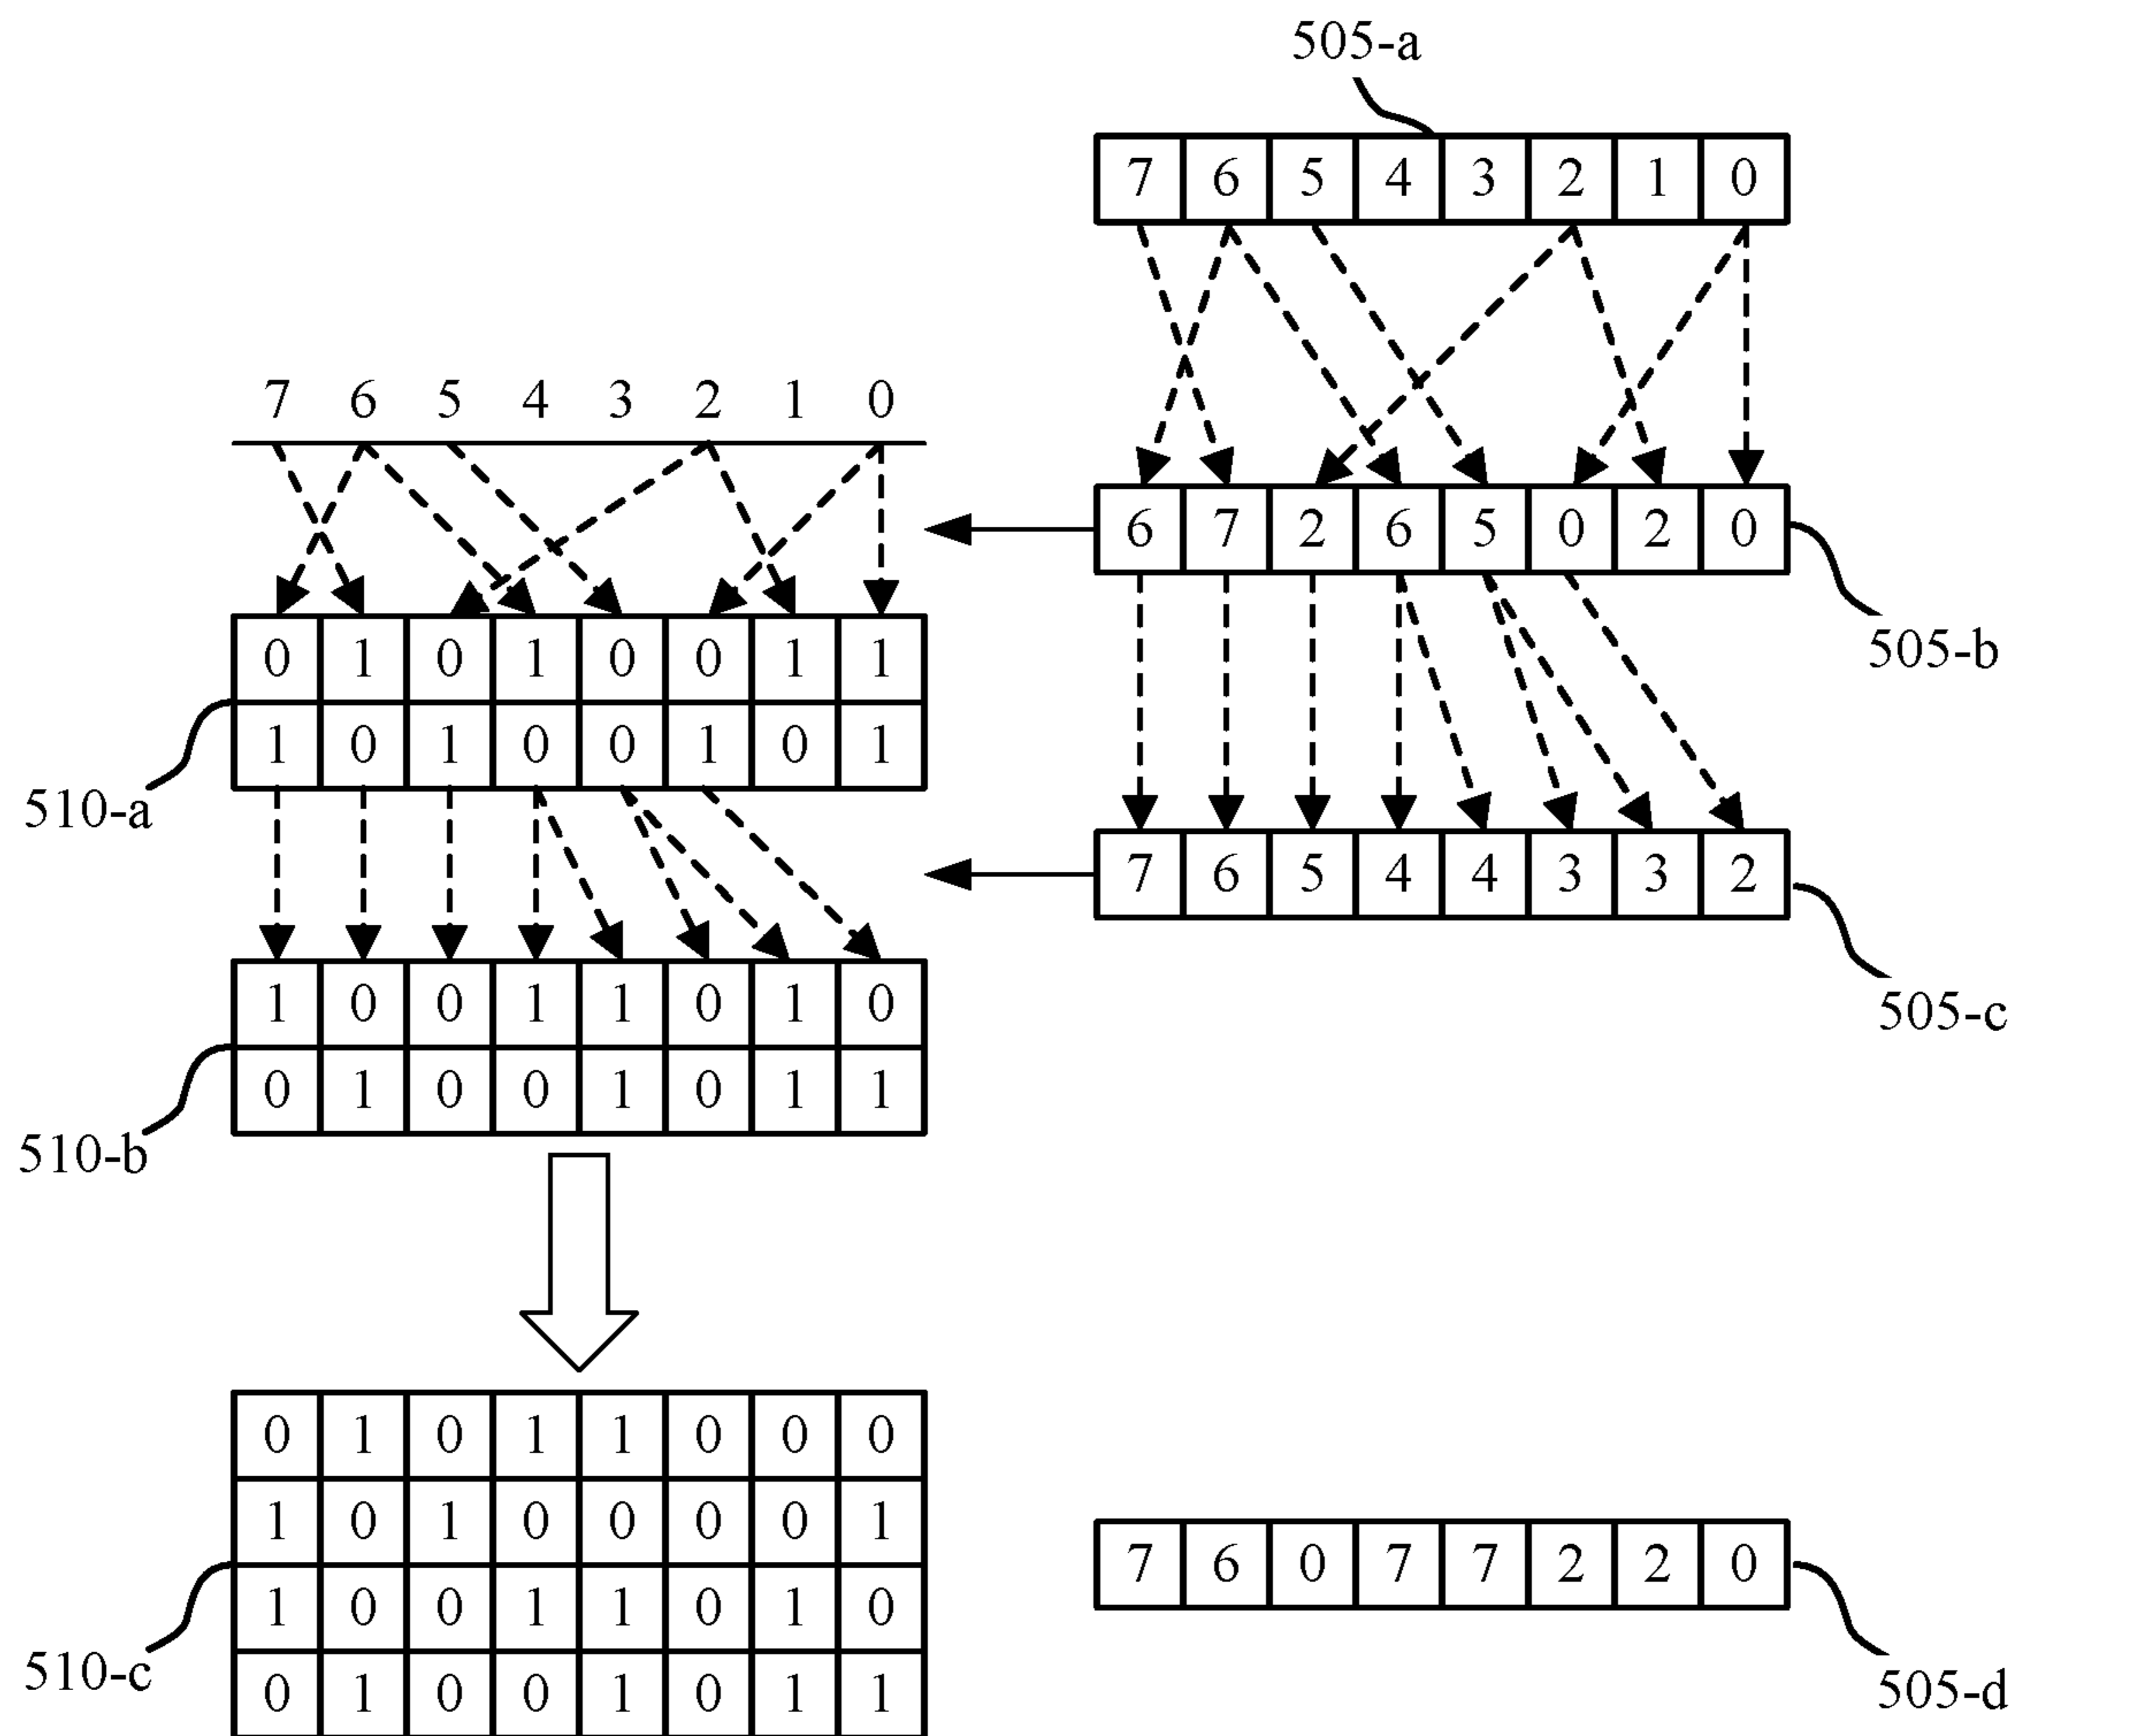 505-a
7 6 5 4 3 2 1 0
7 6 5 4 3 2 1 0
6 7 2 6 5 0 2 0
505-b
0 1 0 1 0 0 1 1
1 0 1 0 0 1 0 1
510-a
7 6 5 4 4 3 3 2
505-c
1 0 0 1 1 0 1 0
0 1 0 0 1 0 1 1
510-b
0 1 0 1 1 0 0 0
1 0 1 0 0 0 0 1
1 0 0 1 1 0 1 0
0 1 0 0 1 0 1 1
510-c
7 6 0 7 7 2 2 0
505-d